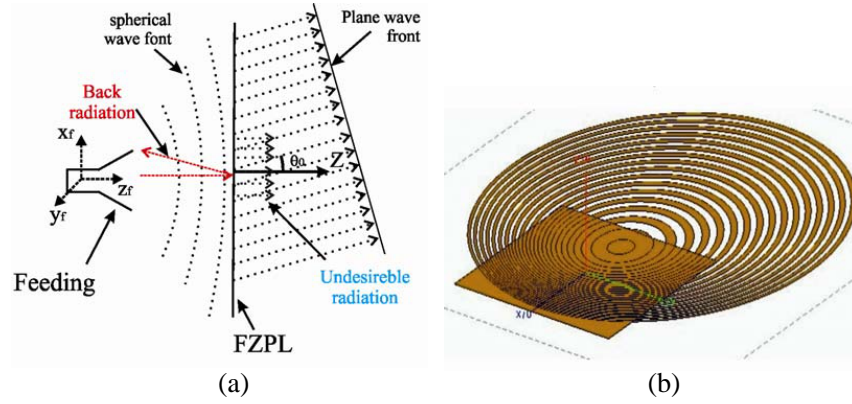 spherical
wave font
Plane wave
front
Back
radiation
xf
zf
yf
Z
θ0
Feeding
Undesireble
radiation
FZPL
(a)
(b)